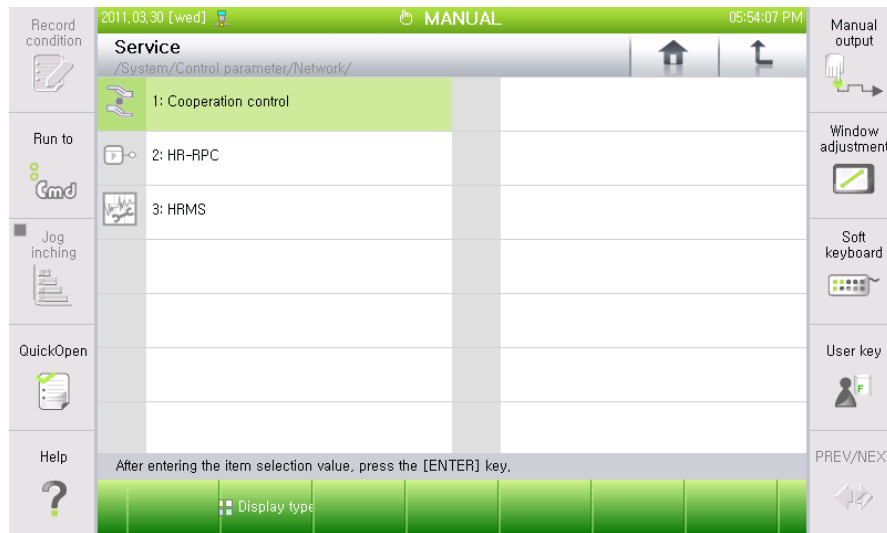 Record
condition
Run to
Cmd
Jog
inching
QuickOpen
Help
2011,03,30 [wed]
MANUAL
05:54:07 PM
Service
/System/Control parameter/Network/
1: Cooperation control
2: HR-RPC
3: HRMS
After entering the item selection value, press the [ENTER] key,
Display type
Manual
output
Window
adjustment
Soft
keyboard
User key
F
PREV/NEX